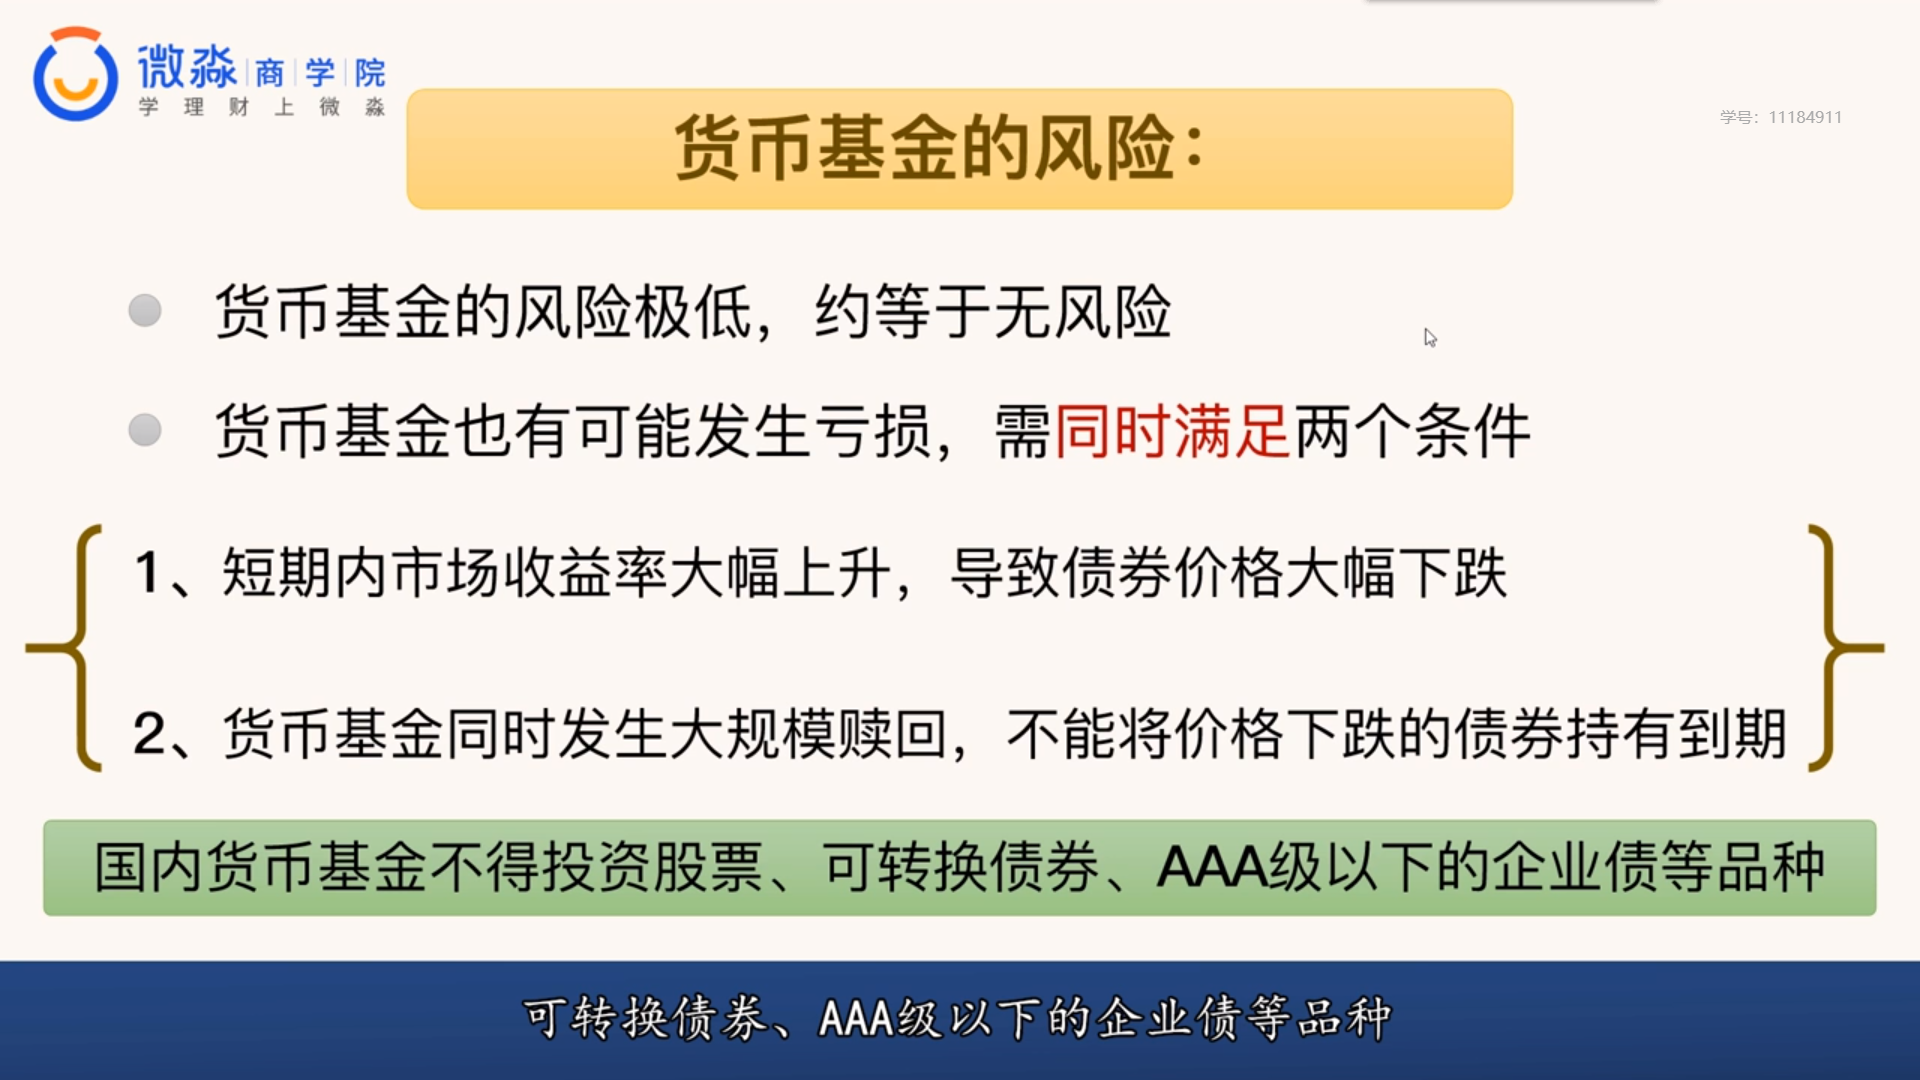 微淼 商 学 院
学理财上微淼
学号：11184911
货币基金的风险：
货币基金的风险极低，约等于无风险
货币基金也有可能发生亏损，需同时满足两个条件
1、短期内市场收益率大幅上升，导致债券价格大幅下跌
2、货币基金同时发生大规模赎回，不能将价格下跌的债券持有到期
国内货币基金不得投资股票、可转换债券、AAA级以下的企业债等品种
可转换债券、AAA级以下的企业债等品种